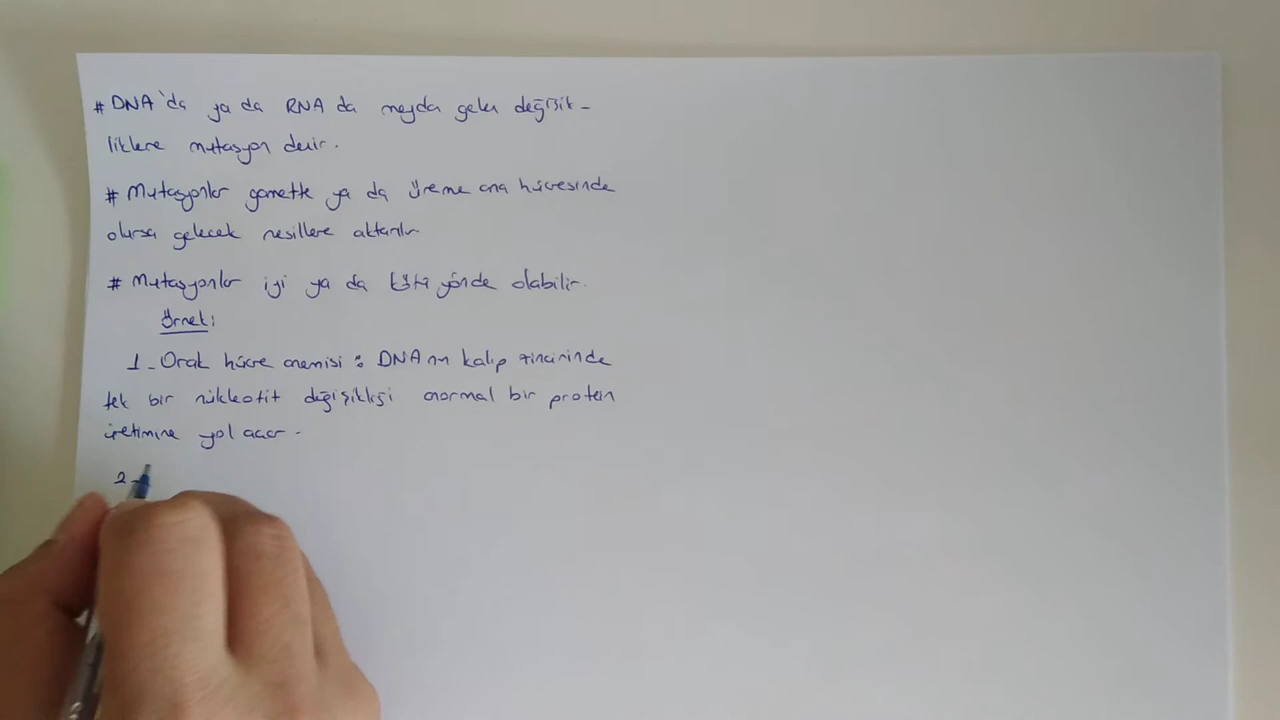 # DNA'da ya da RNA da meyda gelen değişik-
liklere mutasyon denir.
# Mutasyonlar gamette ya da üreme ana hücresinde
olursa gelecek nesillere aktarılır
# Mutasyonlar iyi ya da kötü yönde olabilir.
Örnek:
1- Orak hücre anemisi : DNA nın kalıp zincirinde
tek bir nükleotit değişikliği anormal bir protein
üretimine yol açar.
2-